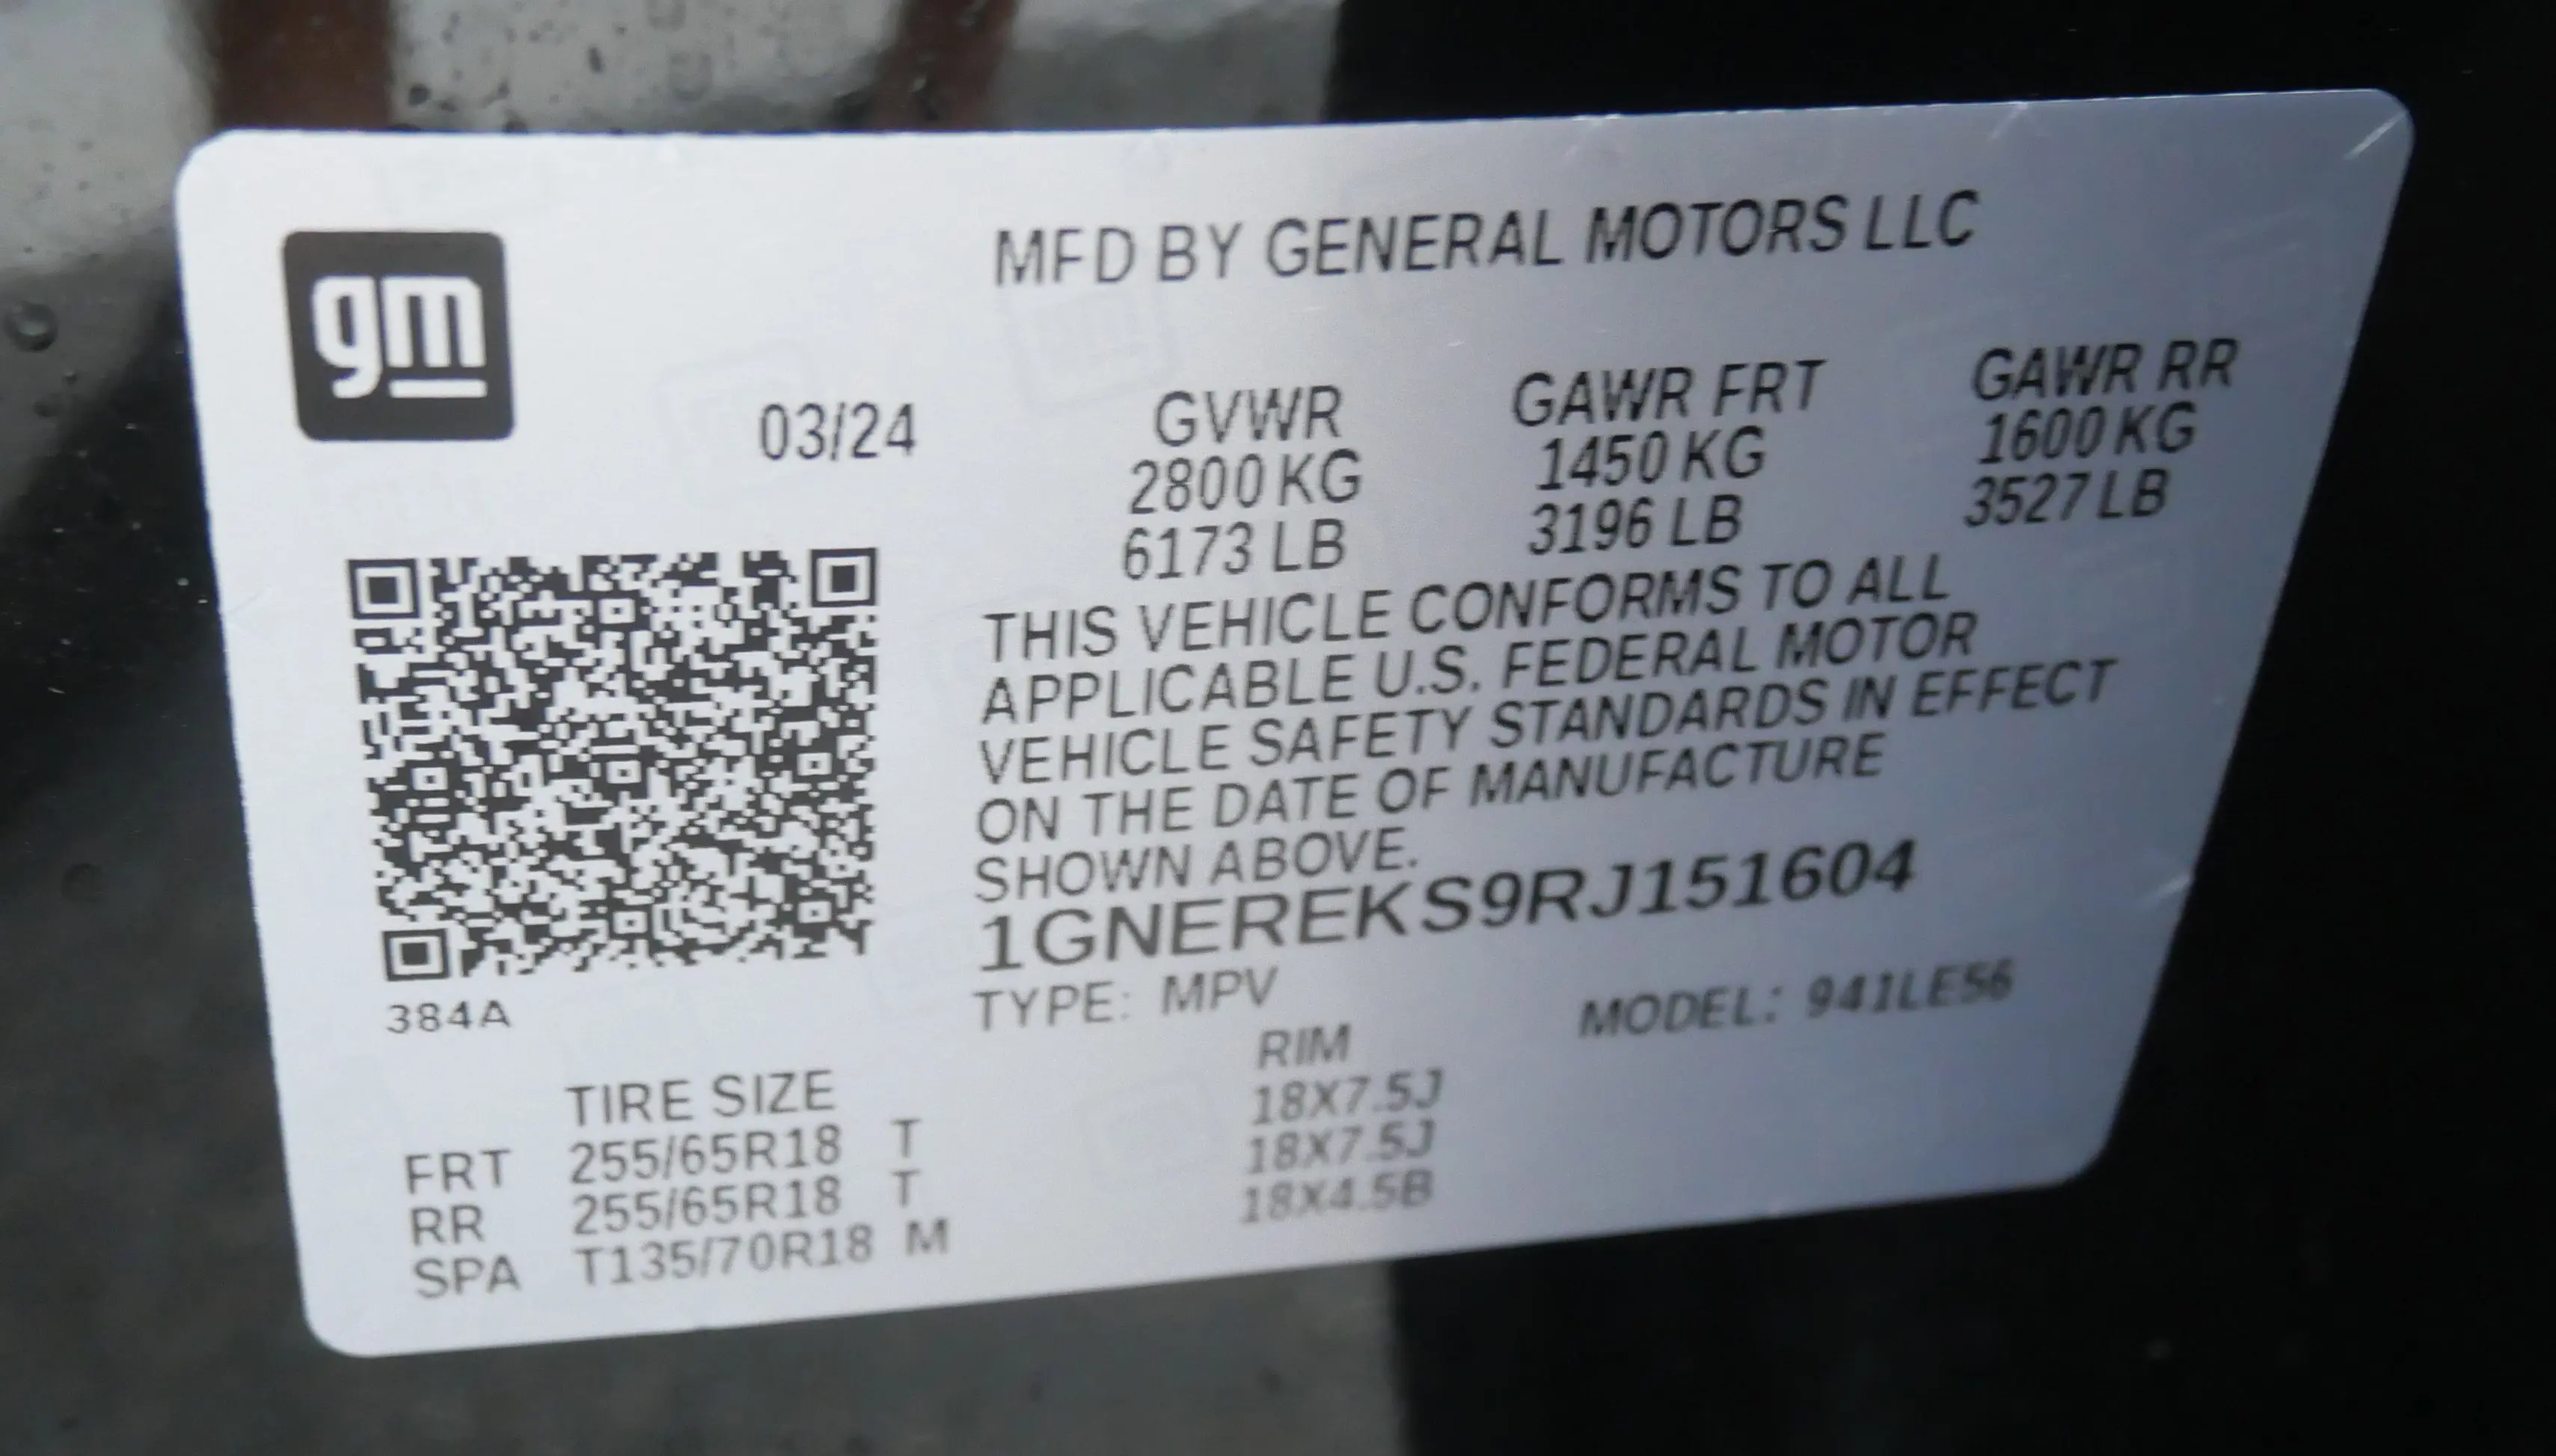 gm
MFD BY GENERAL MOTORS LLC
03/24
GVWR GAWR FRT GAWR RR
2800 KG 1450 KG 1600 KG
6173 LB 3196 LB 3527 LB
THIS VEHICLE CONFORMS TO ALL
APPLICABLE U.S. FEDERAL MOTOR
VEHICLE SAFETY STANDARDS IN EFFECT
ON THE DATE OF MANUFACTURE
SHOWN ABOVE.
1GNEREKS9RJ151604
384A
TYPE: MPV MODEL: 941LE56
TIRE SIZE RIM
FRT 255/65R18 T 18X7.5J
RR 255/65R18 T 18X7.5J
SPA T135/70R18 M 18X4.5B